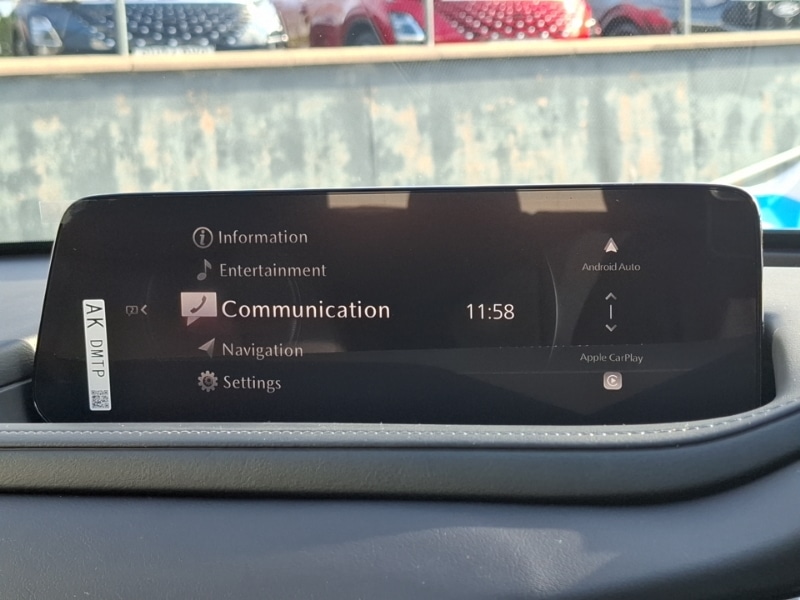 Information
Entertainment
Communication
Navigation
Settings
11:58
Android Auto
Apple CarPlay
AK DMTP